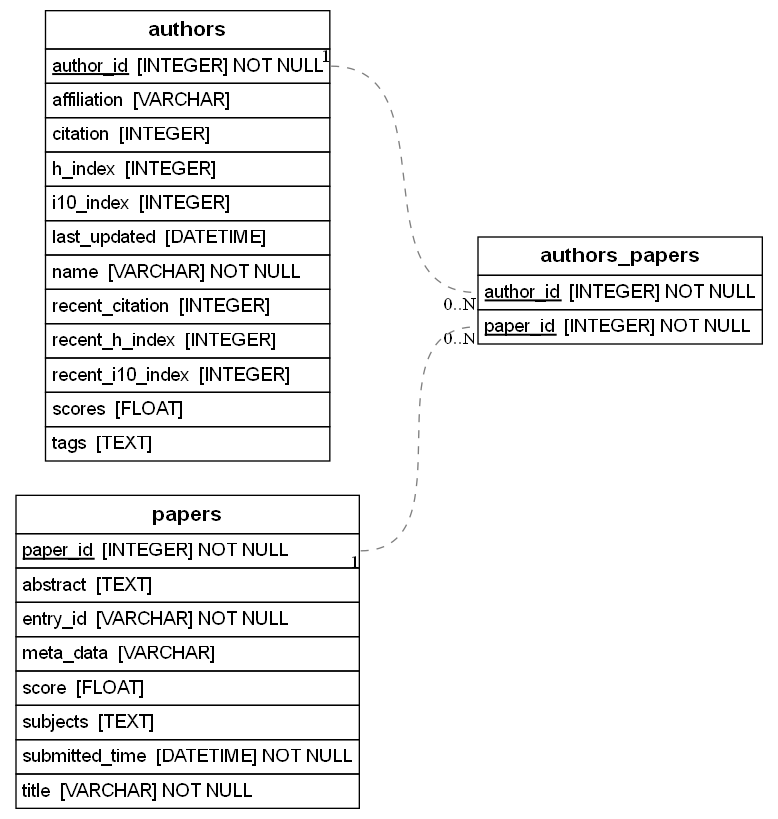 authors
author_id [INTEGER] NOT NULL
1
affiliation [VARCHAR]
citation [INTEGER]
h_index [INTEGER]
i10_index [INTEGER]
last_updated [DATETIME]
name [VARCHAR] NOT NULL
recent_citation [INTEGER]
recent_h_index [INTEGER]
recent_i10_index [INTEGER]
scores [FLOAT]
tags [TEXT]
authors_papers
author_id [INTEGER] NOT NULL
0..N
paper_id [INTEGER] NOT NULL
0..N
papers
paper_id [INTEGER] NOT NULL
1
abstract [TEXT]
entry_id [VARCHAR] NOT NULL
meta_data [VARCHAR]
score [FLOAT]
subjects [TEXT]
submitted_time [DATETIME] NOT NULL
title [VARCHAR] NOT NULL